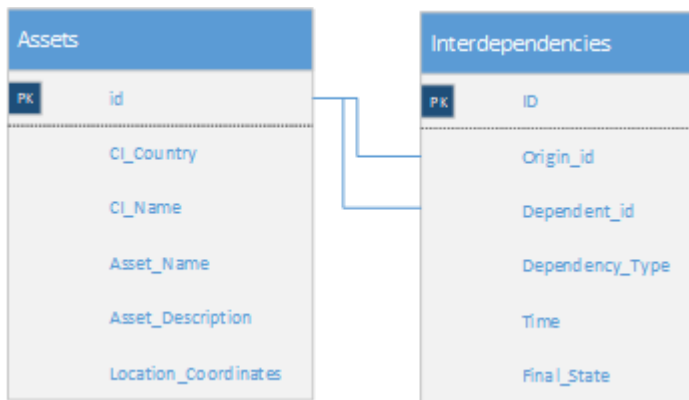 Assets
PK id
CI_Country
CI_Name
Asset_Name
Asset_Description
Location_Coordinates
Interdependencies
PK ID
Origin_id
Dependent_id
Dependency_Type
Time
Final_State